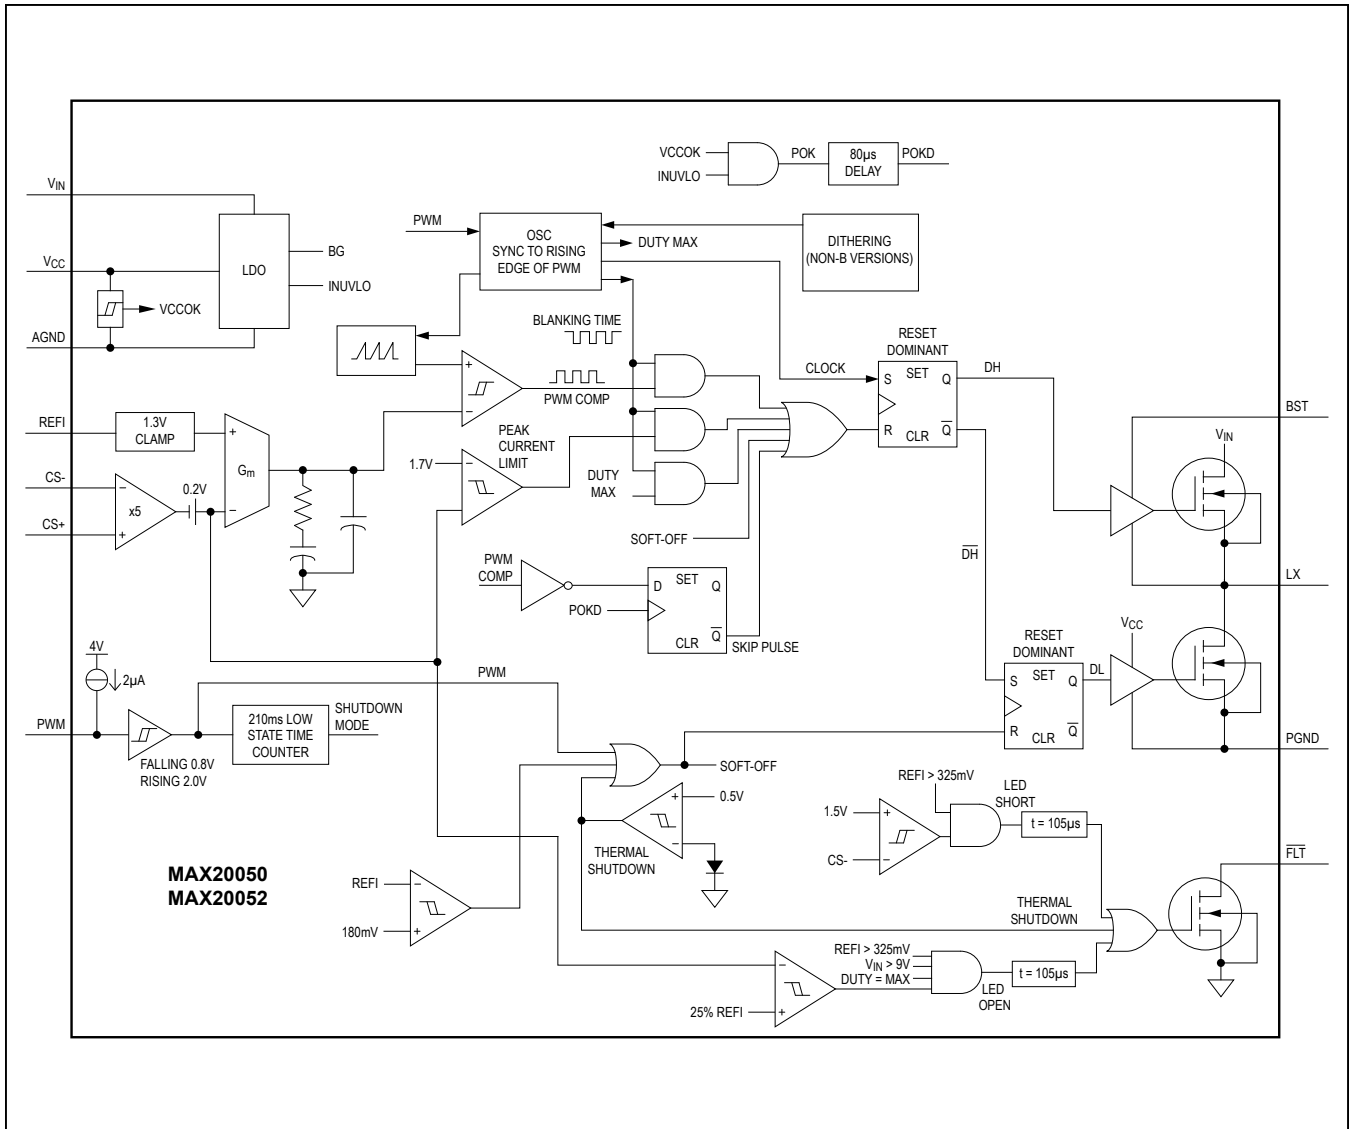 VCCOK
INUVLO
POK
80µs
DELAY
POKD
VIN
VCC
AGND
LDO
BG
INUVLO
VCCOK
PWM
OSC
SYNC TO RISING
EDGE OF PWM
DUTY MAX
DITHERING
(NON-B VERSIONS)
BLANKING TIME
+
−
PWM COMP
CLOCK
RESET
DOMINANT
S
SET
Q
R
CLR
Q̅
DH
BST
REFI
1.3V
CLAMP
+
Gm
−
CS-
CS+
−
x5
+
0.2V
1.7V
−
+
PEAK
CURRENT
LIMIT
DUTY
MAX
SOFT-OFF
VIN
LX
D̅H̅
PWM
COMP
POKD
D
SET
Q
CLR
Q̅
SKIP PULSE
4V
2µA
PWM
FALLING 0.8V
RISING 2.0V
210ms LOW
STATE TIME
COUNTER
SHUTDOWN
MODE
PWM
SOFT-OFF
RESET
DOMINANT
S
SET
Q
R
CLR
Q̅
DL
VCC
PGND
+
−
0.5V
THERMAL
SHUTDOWN
REFI > 325mV
LED
SHORT
1.5V
+
CS-
−
t = 105µs
F̅L̅T̅
MAX20050
MAX20052
REFI
−
180mV
+
THERMAL
SHUTDOWN
REFI > 325mV
VIN > 9V
DUTY = MAX
−
25% REFI
+
LED
OPEN
t = 105µs